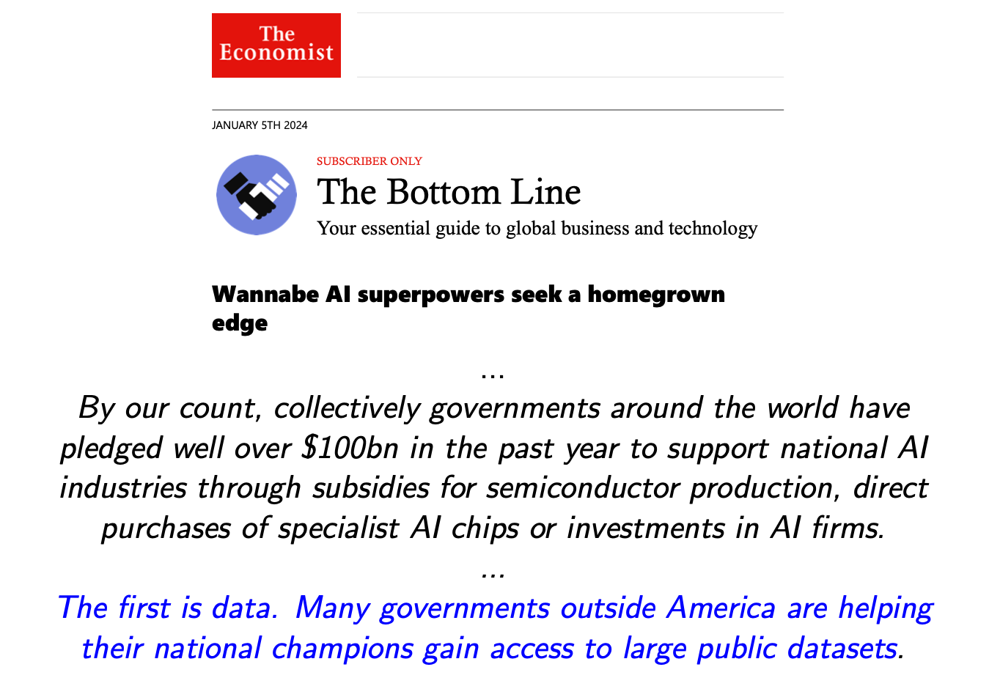 The
Economist
JANUARY 5TH 2024
SUBSCRIBER ONLY
The Bottom Line
Your essential guide to global business and technology
Wannabe AI superpowers seek a homegrown
edge
...
By our count, collectively governments around the world have
pledged well over $100bn in the past year to support national AI
industries through subsidies for semiconductor production, direct
purchases of specialist AI chips or investments in AI firms.
...
The first is data. Many governments outside America are helping
their national champions gain access to large public datasets.